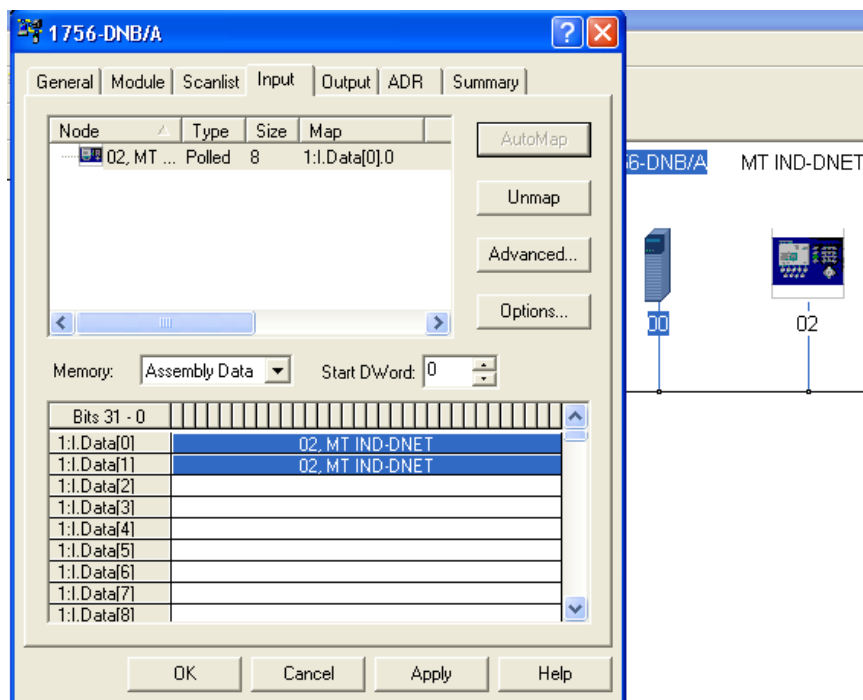 1756-DNB/A
General Module Scanlist Input Output ADR Summary
Node Type Size Map
02, MT ... Polled 8 1:I.Data[0].0
AutoMap
Unmap
Advanced...
Options...
Memory: Assembly Data Start DWord: 0
Bits 31 - 0
1:I.Data[0] 02, MT IND-DNET
1:I.Data[1] 02, MT IND-DNET
1:I.Data[2]
1:I.Data[3]
1:I.Data[4]
1:I.Data[5]
1:I.Data[6]
1:I.Data[7]
1:I.Data[8]
OK Cancel Apply Help
56-DNB/A MT IND-DNET
00 02